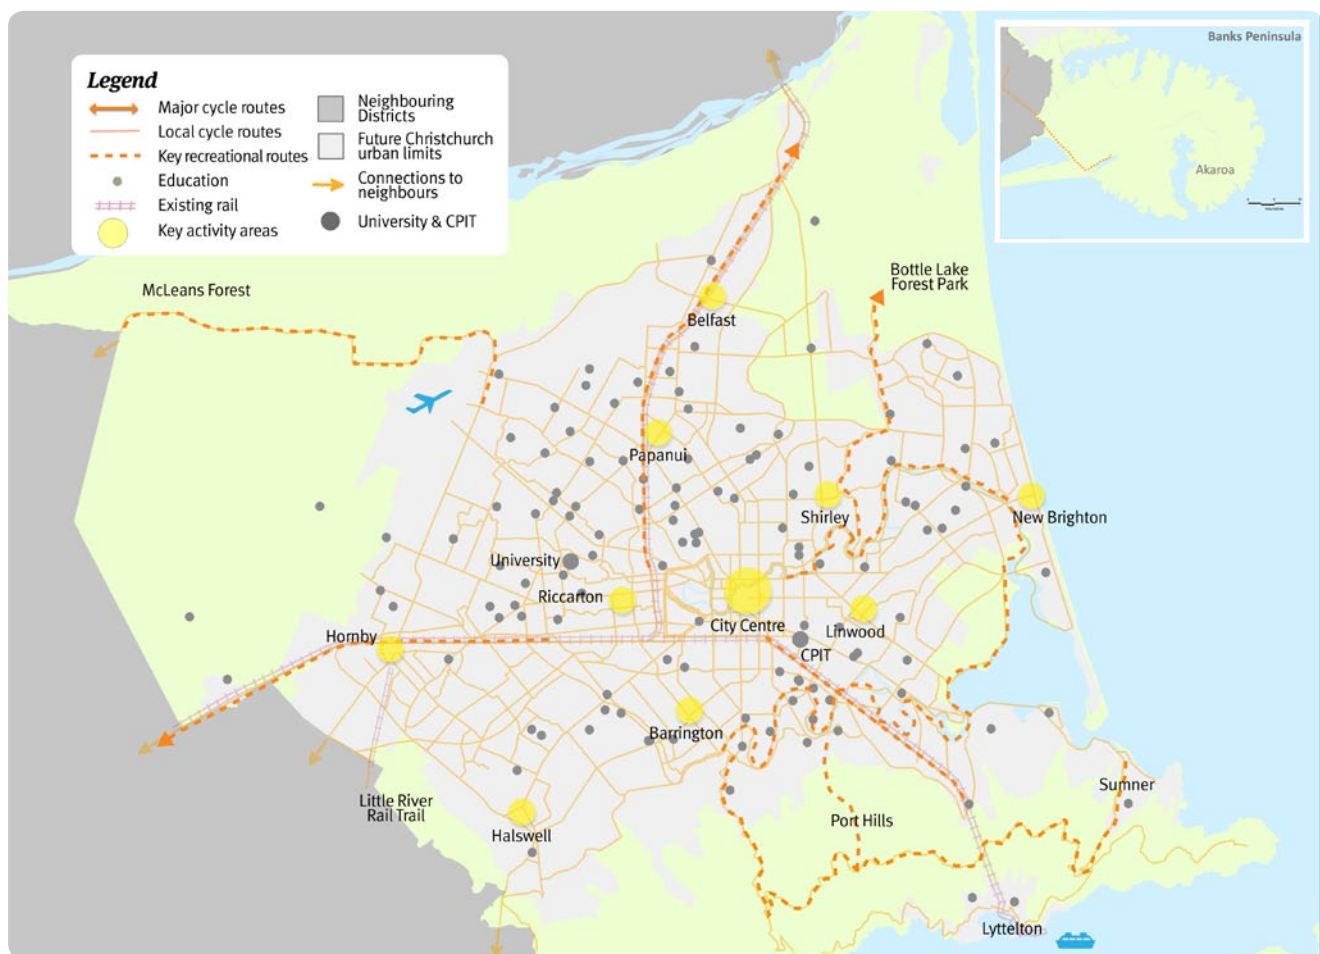 Legend
Major cycle routes
Local cycle routes
Key recreational routes
Education
Existing rail
Key activity areas
Neighbouring
Districts
Future Christchurch
urban limits
Connections to
neighbours
University & CPIT
Banks Peninsula
Akaroa
McLeans Forest
Bottle Lake
Forest Park
Belfast
Papanui
Shirley
New Brighton
University
Riccarton
City Centre
Linwood
Hornby
CPIT
Barrington
Little River
Rail Trail
Halswell
Port Hills
Sumner
Lyttelton